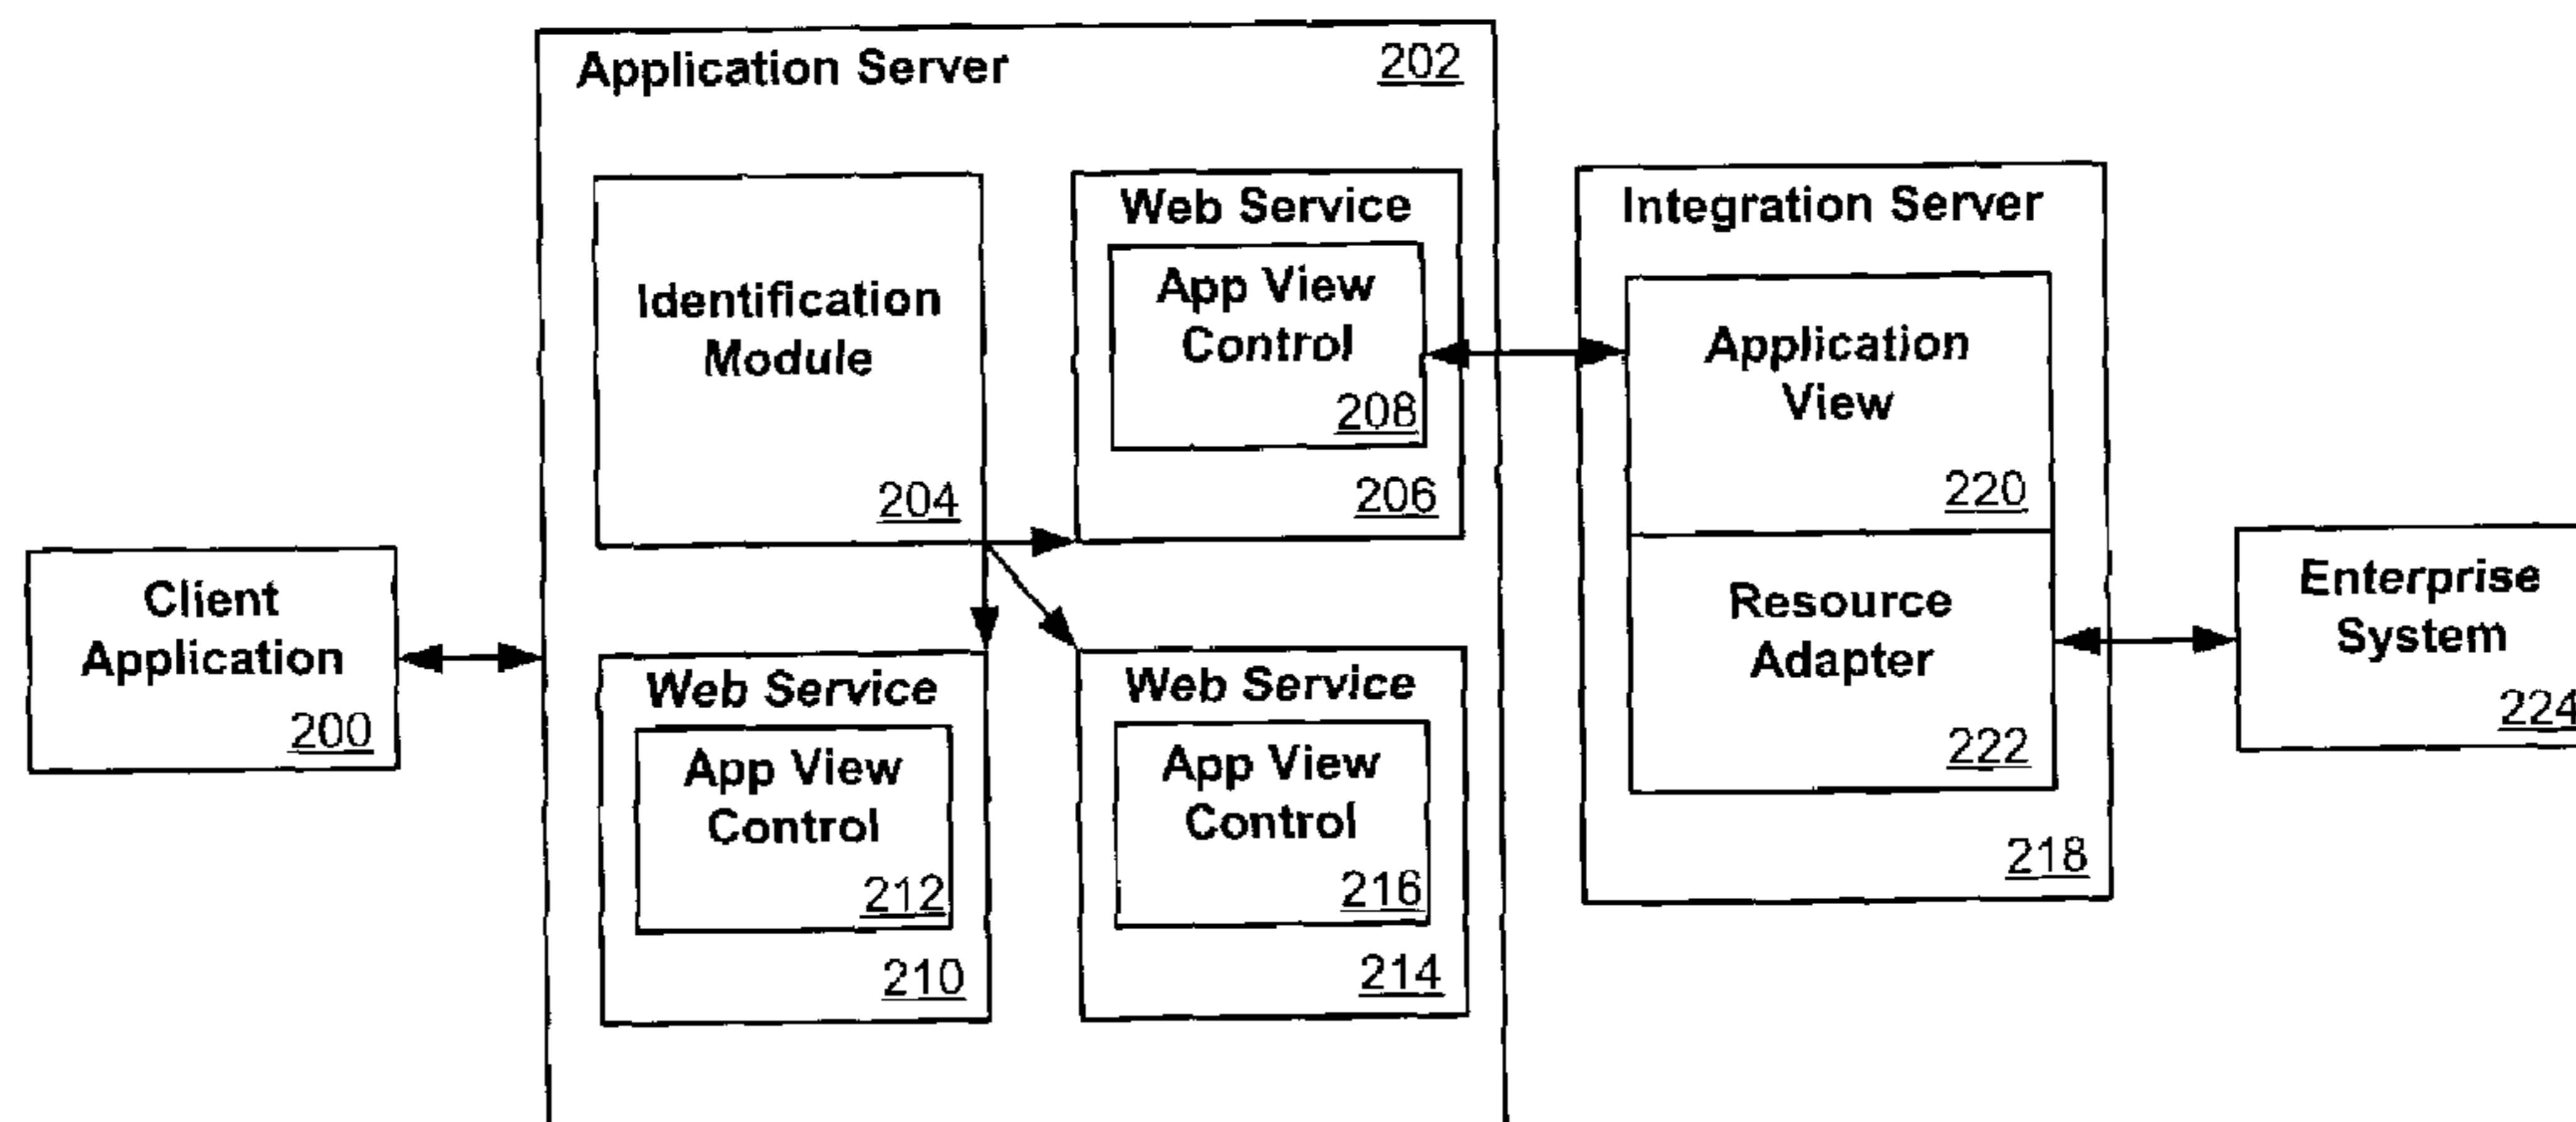 Application Server
202
Identification
Module
204
Web Service
App View
Control
208
206
Integration Server
Application
View
220
Resource
Adapter
222
218
Enterprise
System
224
Client
Application
200
Web Service
App View
Control
212
210
Web Service
App View
Control
216
214